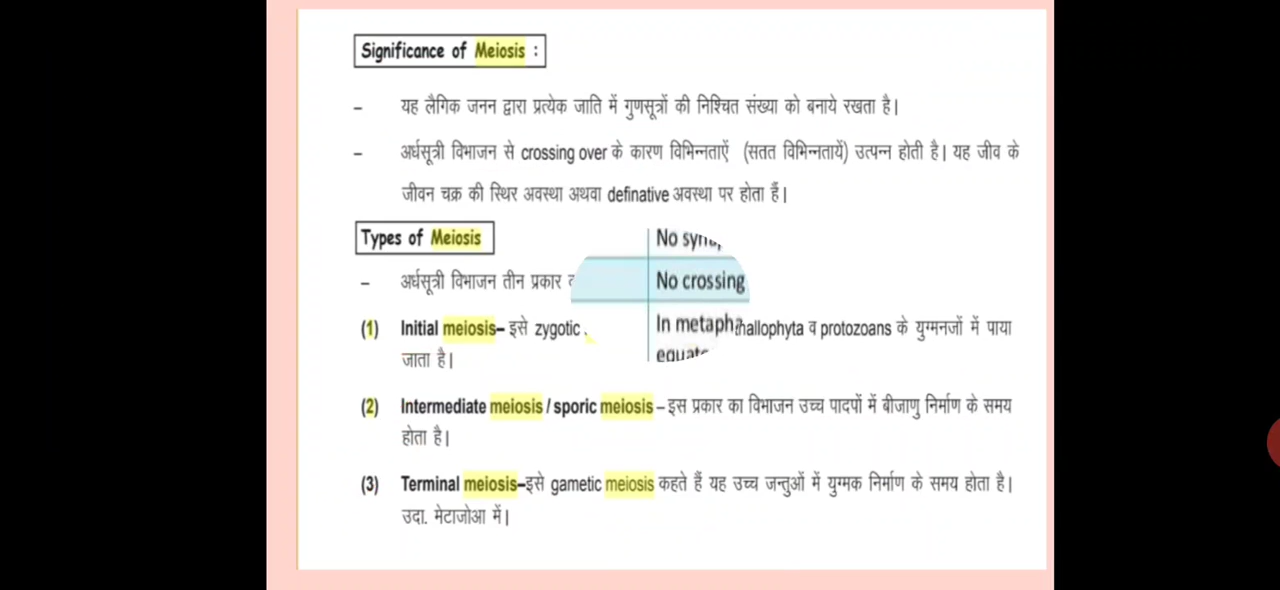 Significance of Meiosis :
– यह लैगिक जनन द्वारा प्रत्येक जाति में गुणसूत्रों की निश्चित संख्या को बनाये रखता है।
– अर्धसूत्री विभाजन से crossing over के कारण विभिन्नताऐं (सतत विभिन्नतायें) उत्पन्न होती है। यह जीव के
जीवन चक्र की स्थिर अवस्था अथवा definative अवस्था पर होता हैं।
Types of Meiosis
No
– अर्धसूत्री विभाजन तीन प्रकार
No crossing
(1) Initial meiosis– इसे zygotic
In
व protozoans के युग्मनजों में पाया
जाता है।
(2) Intermediate meiosis / sporic meiosis – इस प्रकार का विभाजन उच्च पादपों में बीजाणु निर्माण के समय
होता है।
(3) Terminal meiosis–इसे gametic meiosis कहते हैं यह उच्च जन्तुओं में युग्मक निर्माण के समय होता है।
उदा. मेटाजोआ में।